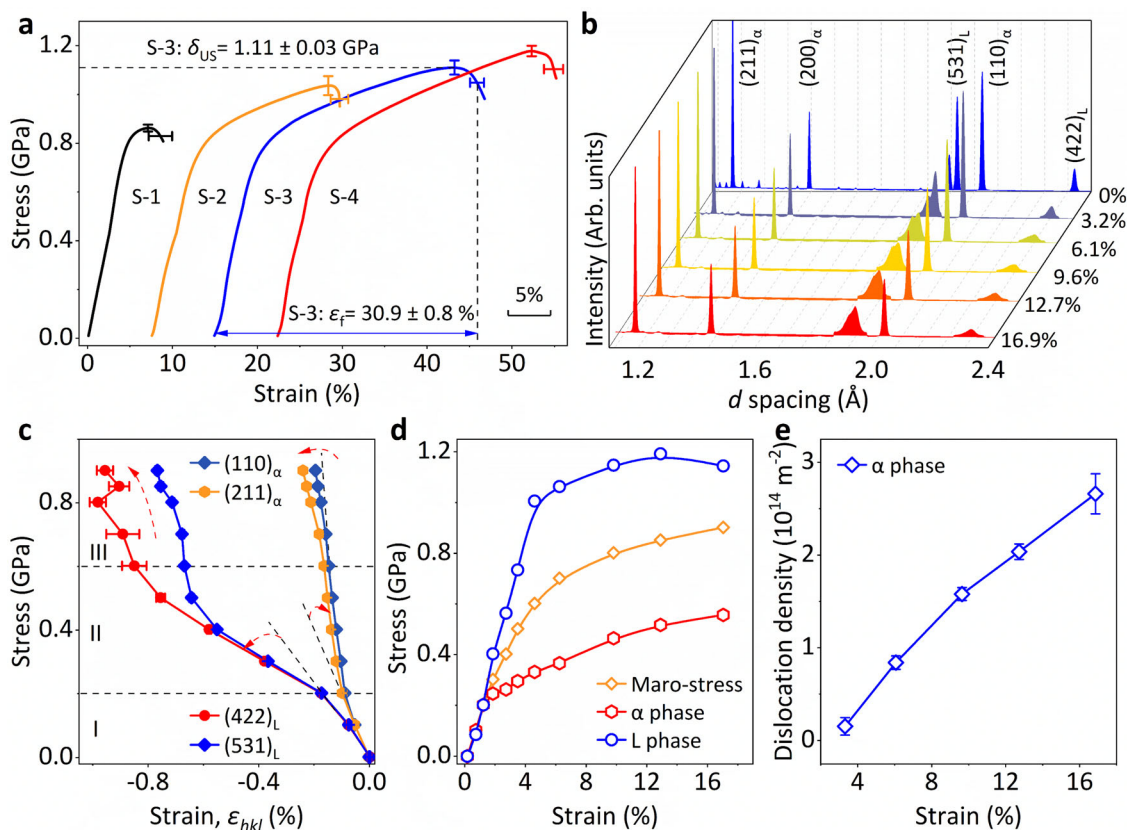 a
S-3: δUS= 1.11 ± 0.03 GPa
1.2
0.8
0.4
0.0
Stress (GPa)
S-1
S-2
S-3
S-4
5%
S-3: εf= 30.9 ± 0.8 %
0
10
20
30
40
50
Strain (%)
b
Intensity (Arb. units)
(211)α
(200)α
(531)L
(110)α
(422)L
0%
3.2%
6.1%
9.6%
12.7%
16.9%
1.2
1.6
2.0
2.4
d spacing (Å)
c
Stress (GPa)
0.8
0.4
0.0
(110)α
(211)α
III
II
I
(422)L
(531)L
-0.8
-0.4
0.0
Strain, εhkl (%)
d
Stress (GPa)
1.2
0.8
0.4
0.0
Maro-stress
α phase
L phase
0
4
8
12
16
Strain (%)
e
Dislocation density (10¹⁴ m⁻²)
3
2
1
0
α phase
4
8
12
16
Strain (%)